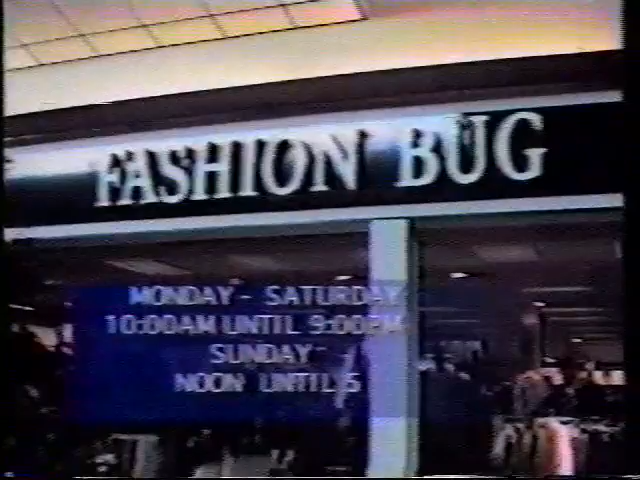 FASHION BUG
MONDAY - SATURDAY
10:00AM UNTIL 9:00PM
SUNDAY
NOON UNTIL 5